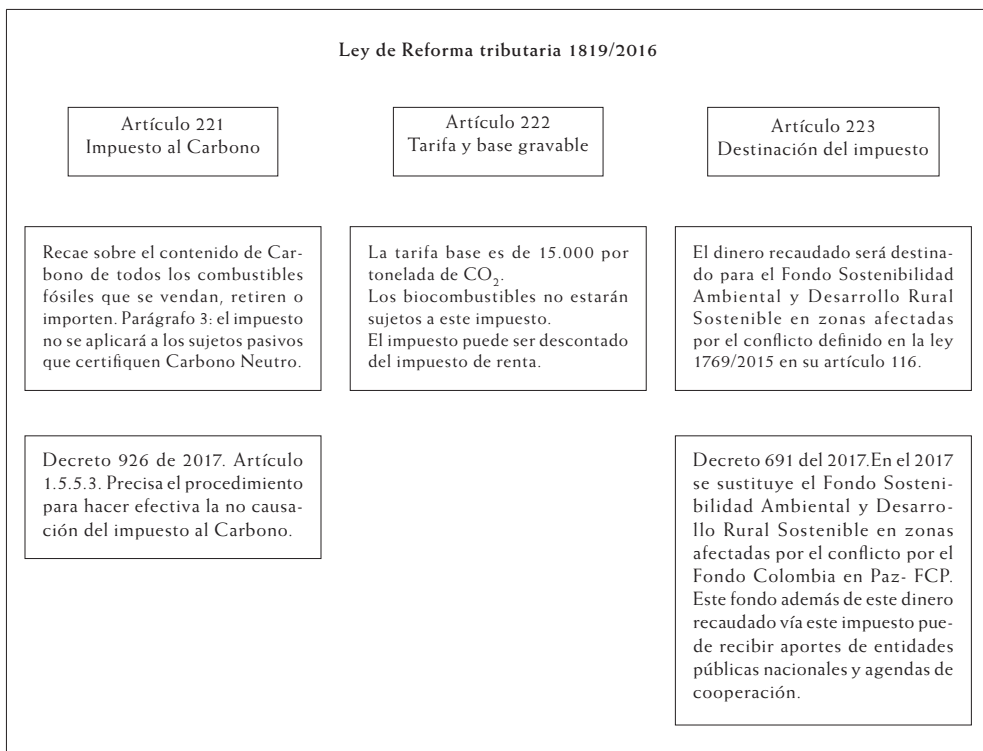 Ley de Reforma tributaria 1819/2016
Artículo 221
Impuesto al Carbono
Artículo 222
Tarifa y base gravable
Artículo 223
Destinación del impuesto
Recae sobre el contenido de Car-
bono de todos los combustibles
fósiles que se vendan, retiren o
importen. Parágrafo 3: el impuesto
no se aplicará a los sujetos pasivos
que certifiquen Carbono Neutro.
La tarifa base es de 15.000 por
tonelada de CO₂.
Los biocombustibles no estarán
sujetos a este impuesto.
El impuesto puede ser descontado
del impuesto de renta.
El dinero recaudado será destina-
do para el Fondo Sostenibilidad
Ambiental y Desarrollo Rural
Sostenible en zonas afectadas
por el conflicto definido en la ley
1769/2015 en su artículo 116.
Decreto 926 de 2017. Artículo
1.5.5.3. Precisa el procedimiento
para hacer efectiva la no causa-
ción del impuesto al Carbono.
Decreto 691 del 2017.En el 2017
se sustituye el Fondo Sosteni-
bilidad Ambiental y Desarro-
llo Rural Sostenible en zonas
afectadas por el conflicto por el
Fondo Colombia en Paz- FCP.
Este fondo además de este dinero
recaudado vía este impuesto pue-
de recibir aportes de entidades
públicas nacionales y agendas de
cooperación.